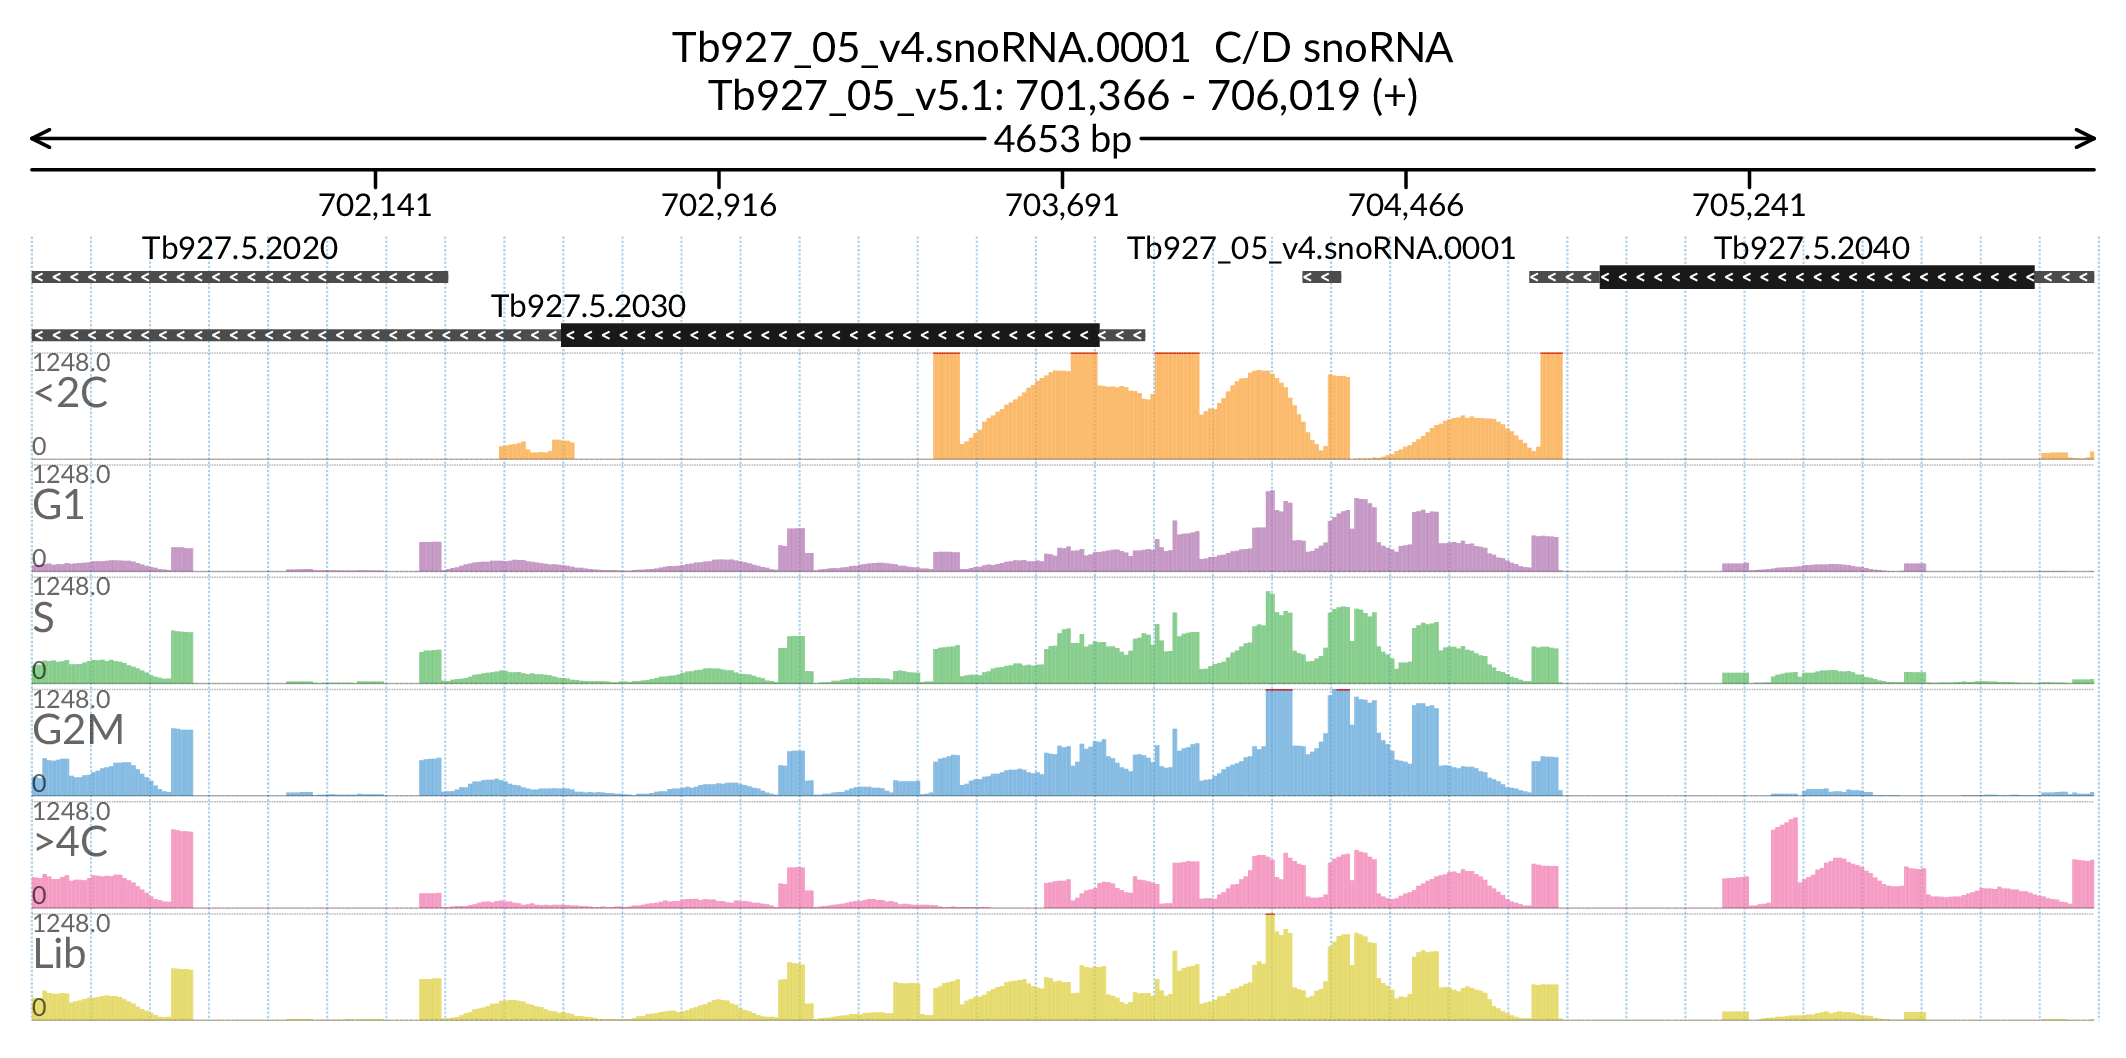 Tb927_05_v4.snoRNA.0001 C/D snoRNA
Tb927_05_v5.1: 701,366 - 706,019 (+)
4653 bp
702,141 702,916 703,691 704,466 705,241
Tb927.5.2020 Tb927_05_v4.snoRNA.0001 Tb927.5.2040
Tb927.5.2030
1248.0
<2C
0
1248.0
G1
0
1248.0
S
0
1248.0
G2M
0
1248.0
>4C
0
1248.0
Lib
0